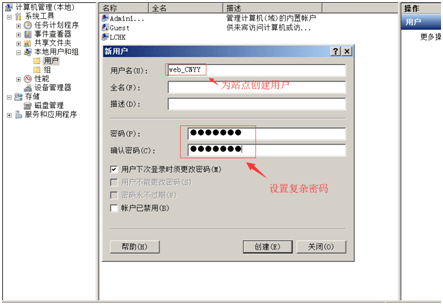 计算机管理(本地)
系统工具
任务计划程序
事件查看器
共享文件夹
本地用户和组
用户
组
性能
设备管理器
存储
磁盘管理
服务和应用程序
名称 全名 描述
Admini... 管理计算机(域)的内置帐户
Guest 供来宾访问计算机或访...
LCHX
操作
用户
更多操
新用户
用户名(U): web_CNYY
为站点创建用户
全名(F):
描述(D):
密码(P): ●●●●●●●
确认密码(C): ●●●●●●●
设置复杂密码
用户下次登录时须更改密码(M)
用户不能更改密码(S)
密码永不过期(W)
帐户已禁用(B)
帮助(H) 创建(E) 关闭(O)